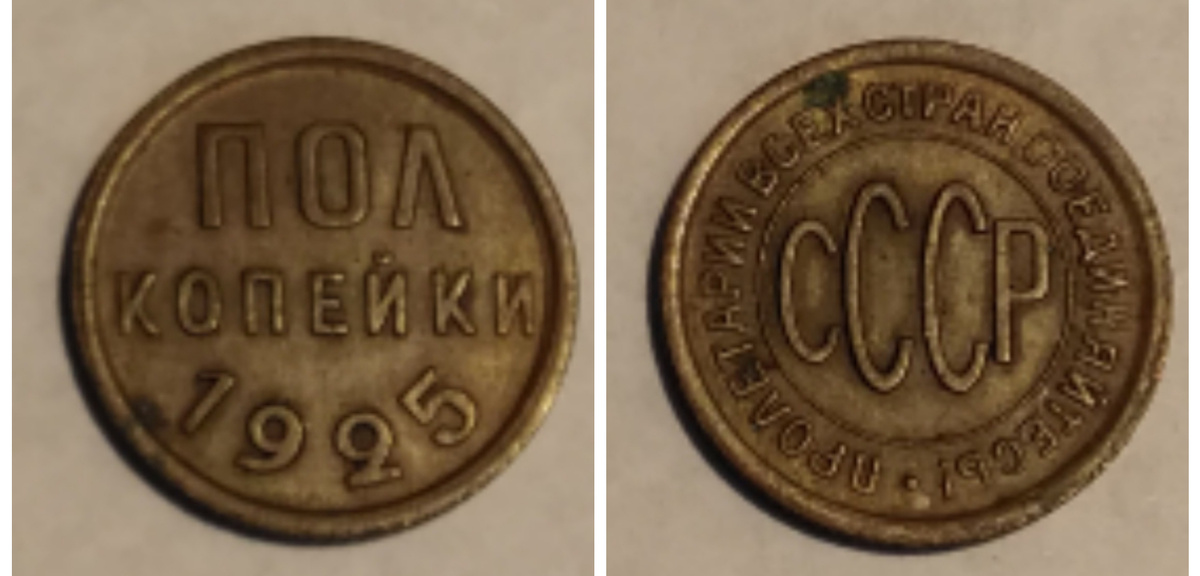 ПОЛ
КОПЕЙКИ
1925
ПРОЛЕТАРИИ ВСЕХ СТРАН СОЕДИНЯЙТЕСЬ!
СССР